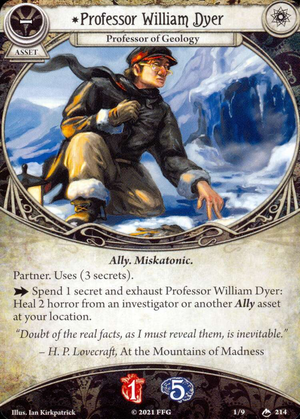 *Professor William Dyer
ASSET
Professor of Geology
Ally. Miskatonic.
Partner. Uses (3 secrets).
Spend 1 secret and exhaust Professor William Dyer:
Heal 2 horror from an investigator or another Ally asset
at your location.
"Doubt of the real facts, as I must reveal them, is inevitable."
– H. P. Lovecraft, At the Mountains of Madness
1
5
Illus. Ian Kirkpatrick
© 2021 FFG
1/9
214